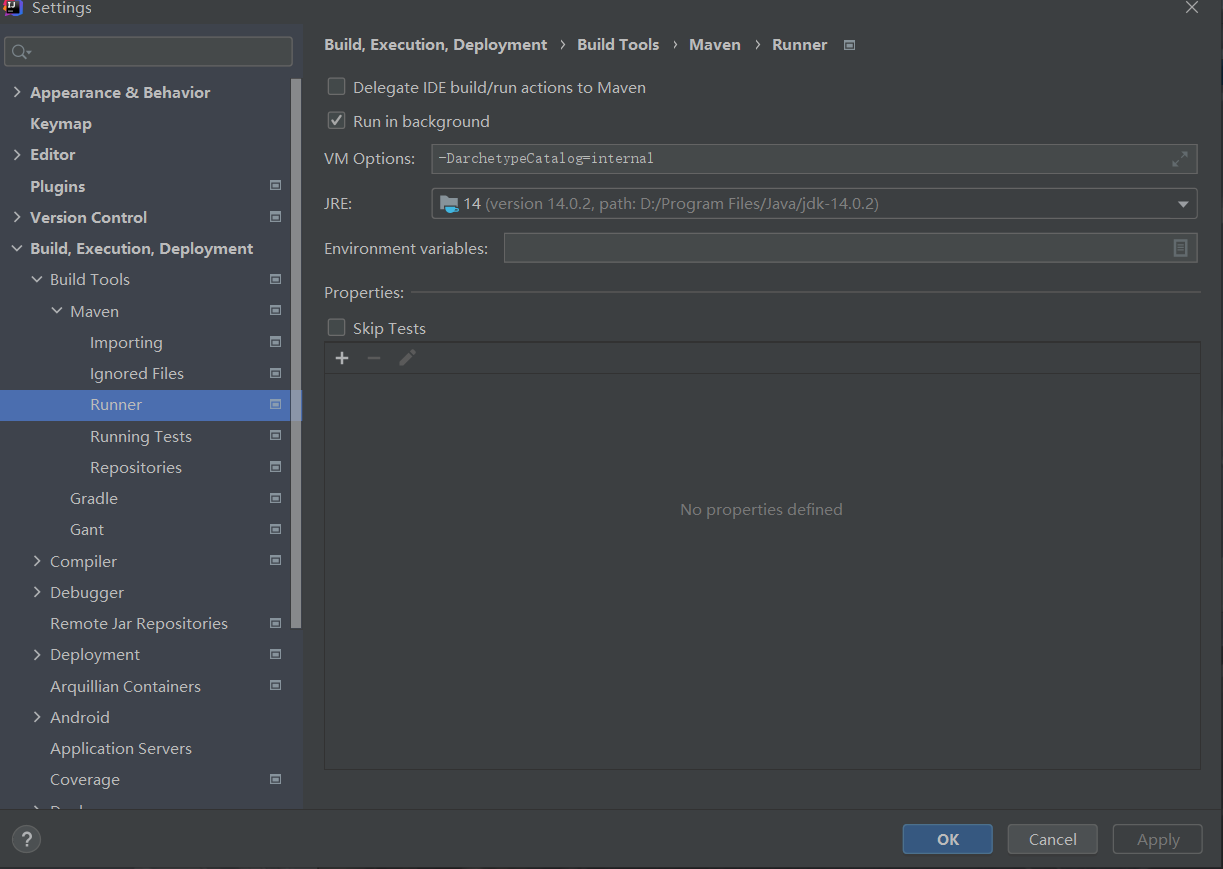 Settings
Appearance & Behavior
Keymap
Editor
Plugins
Version Control
Build, Execution, Deployment
Build Tools
Maven
Importing
Ignored Files
Runner
Running Tests
Repositories
Gradle
Gant
Compiler
Debugger
Remote Jar Repositories
Deployment
Arquillian Containers
Android
Application Servers
Coverage
Build, Execution, Deployment › Build Tools › Maven › Runner
Delegate IDE build/run actions to Maven
Run in background
VM Options: -DarchetypeCatalog=internal
JRE: 14 (version 14.0.2, path: D:/Program Files/Java/jdk-14.0.2)
Environment variables:
Properties:
Skip Tests
No properties defined
?
OK Cancel Apply